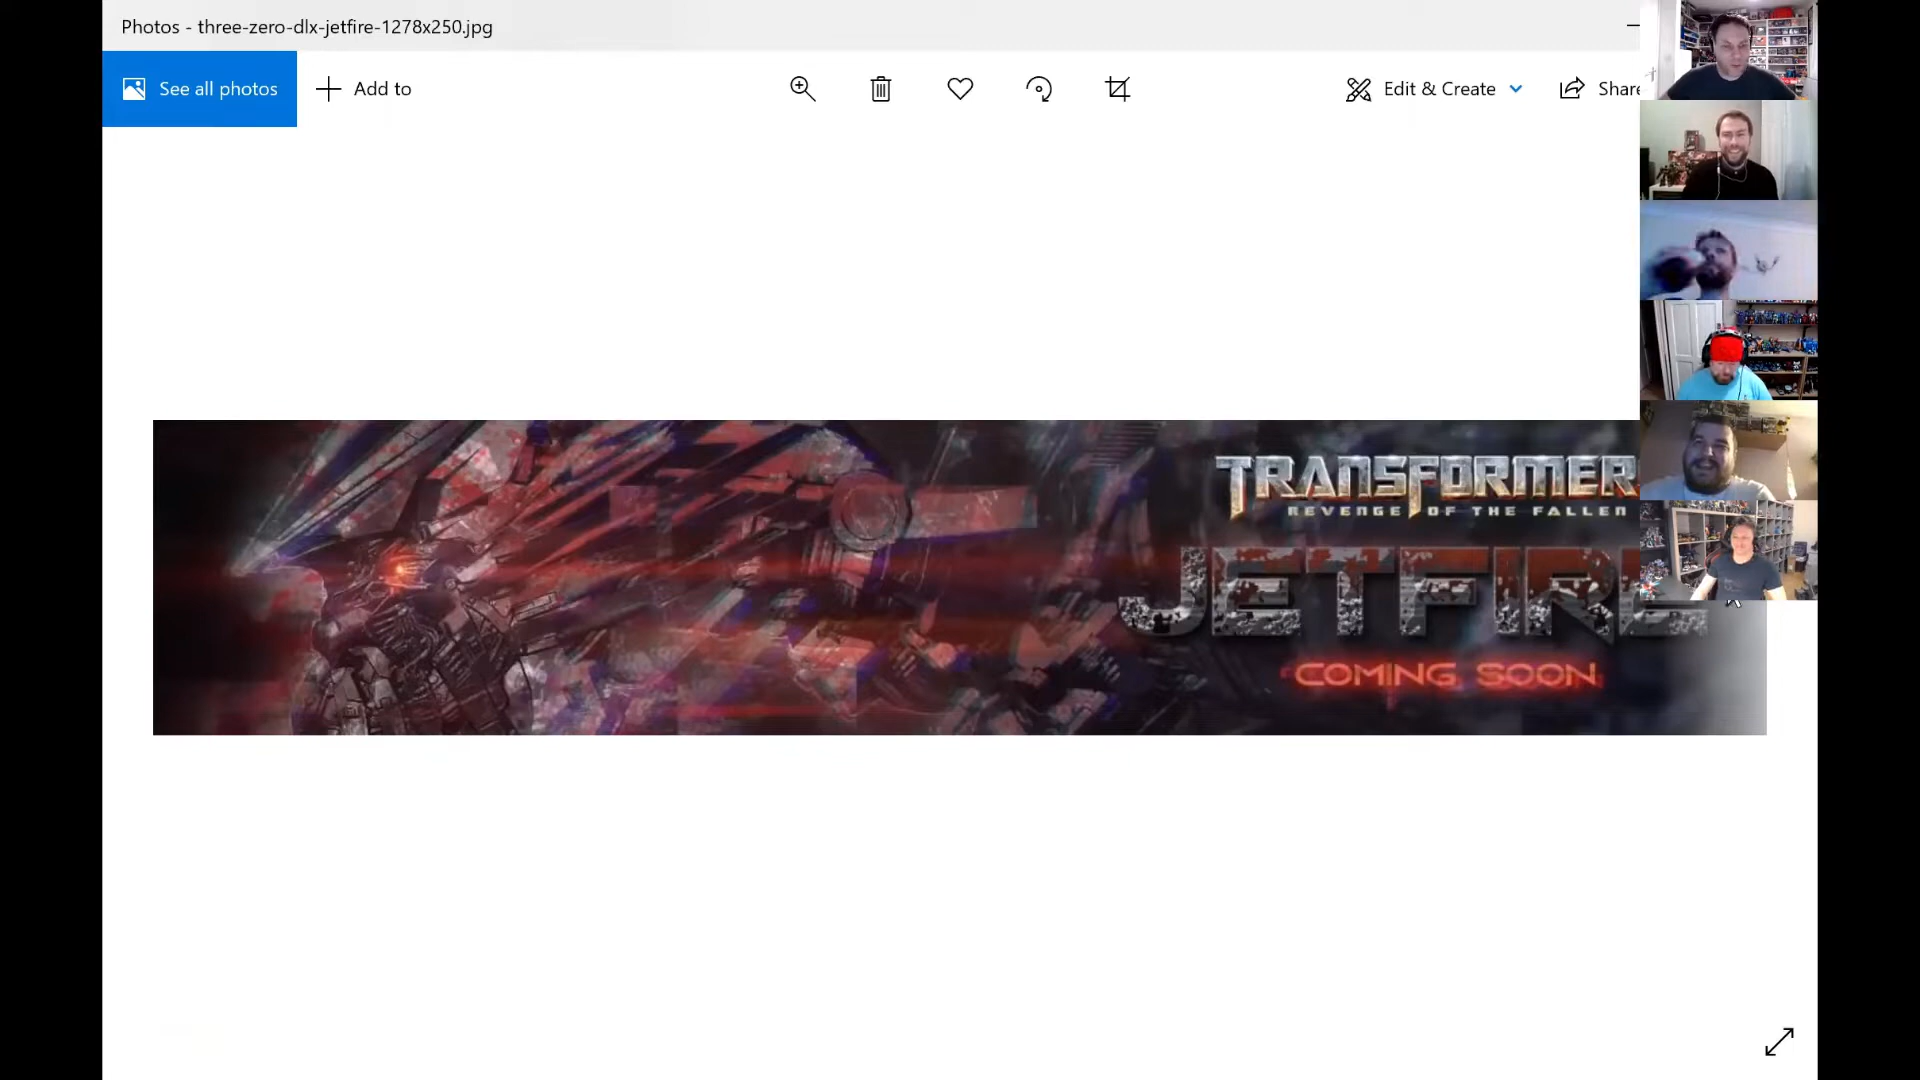 Photos - three-zero-dlx-jetfire-1278x250.jpg
See all photos
Add to
Edit & Create
Share
TRANSFORMER
REVENGE OF THE FALLEN
JETFIRE
COMING SOON